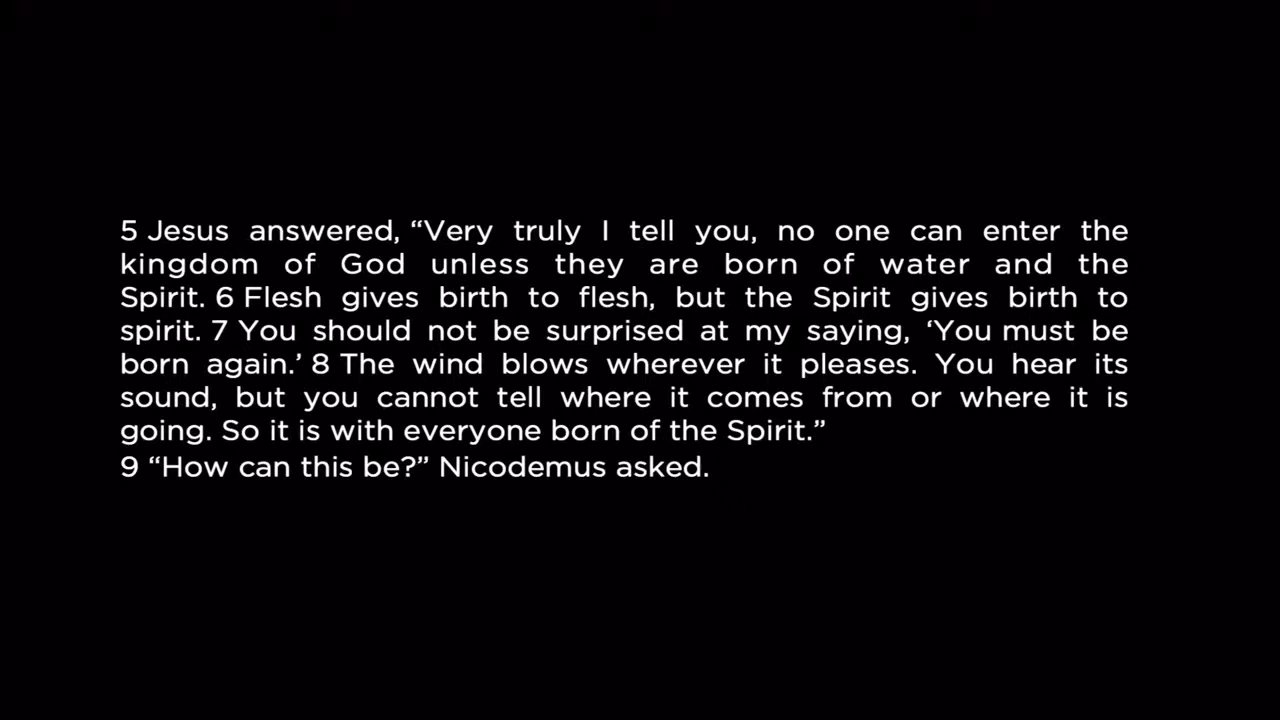 5 Jesus answered, “Very truly I tell you, no one can enter the
kingdom of God unless they are born of water and the
Spirit. 6 Flesh gives birth to flesh, but the Spirit gives birth to
spirit. 7 You should not be surprised at my saying, ‘You must be
born again.’ 8 The wind blows wherever it pleases. You hear its
sound, but you cannot tell where it comes from or where it is
going. So it is with everyone born of the Spirit.”
9 “How can this be?” Nicodemus asked.